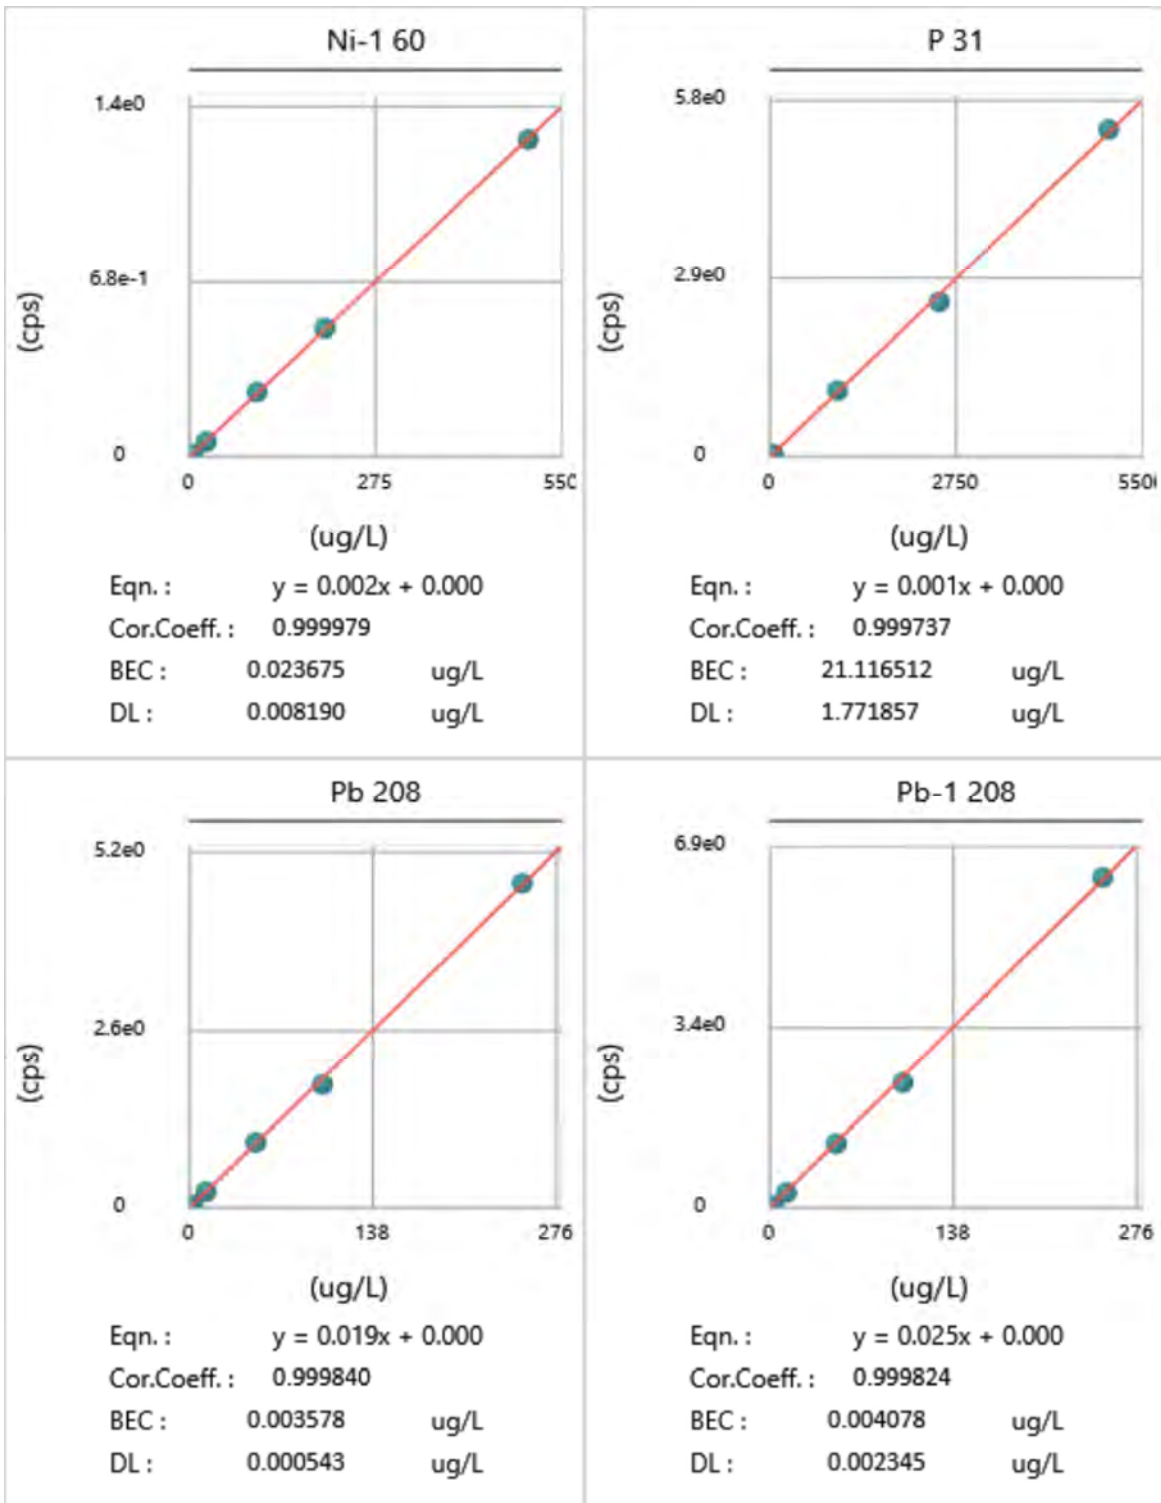 Ni-1 60
1.4e0
6.8e-1
0
0 275 550
(cps)
(ug/L)
Eqn. : y = 0.002x + 0.000
Cor.Coeff. : 0.999979
BEC : 0.023675 ug/L
DL : 0.008190 ug/L
P 31
5.8e0
2.9e0
0
0 2750 550
(cps)
(ug/L)
Eqn. : y = 0.001x + 0.000
Cor.Coeff. : 0.999737
BEC : 21.116512 ug/L
DL : 1.771857 ug/L
Pb 208
5.2e0
2.6e0
0
0 138 276
(cps)
(ug/L)
Eqn. : y = 0.019x + 0.000
Cor.Coeff. : 0.999840
BEC : 0.003578 ug/L
DL : 0.000543 ug/L
Pb-1 208
6.9e0
3.4e0
0
0 138 276
(cps)
(ug/L)
Eqn. : y = 0.025x + 0.000
Cor.Coeff. : 0.999824
BEC : 0.004078 ug/L
DL : 0.002345 ug/L